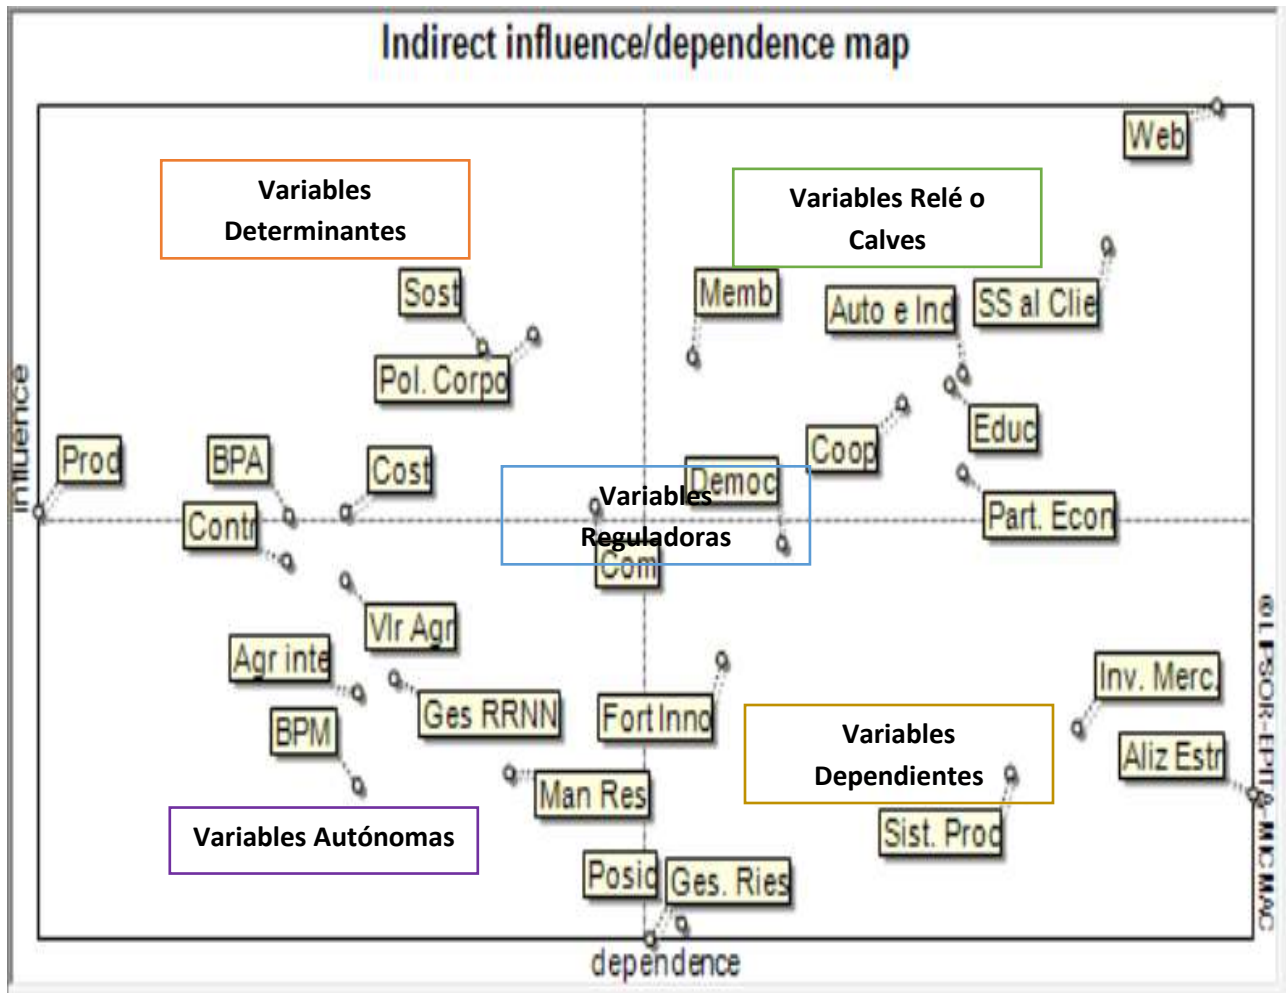 Indirect influence/dependence map
Web
Variables
Determinantes
Variables Relé o
Calves
Sost
Memb
Auto e Ind
SS al Clie
Pol. Corpo
influence
Prod
BPA
Cost
Coop
Educ
Democ
Contr
Variables
Reguladoras
Part. Econ
Com
Vlr Agr
Agr inte
Ges RRNN
BPM
Fort Inno
Inv. Merc.
Variables
Dependientes
Aliz Estr
Man Res
Variables Autónomas
Sist. Prod
Posic
Ges. Ries
dependence
© LIPSOR-EPITA-MICMAC